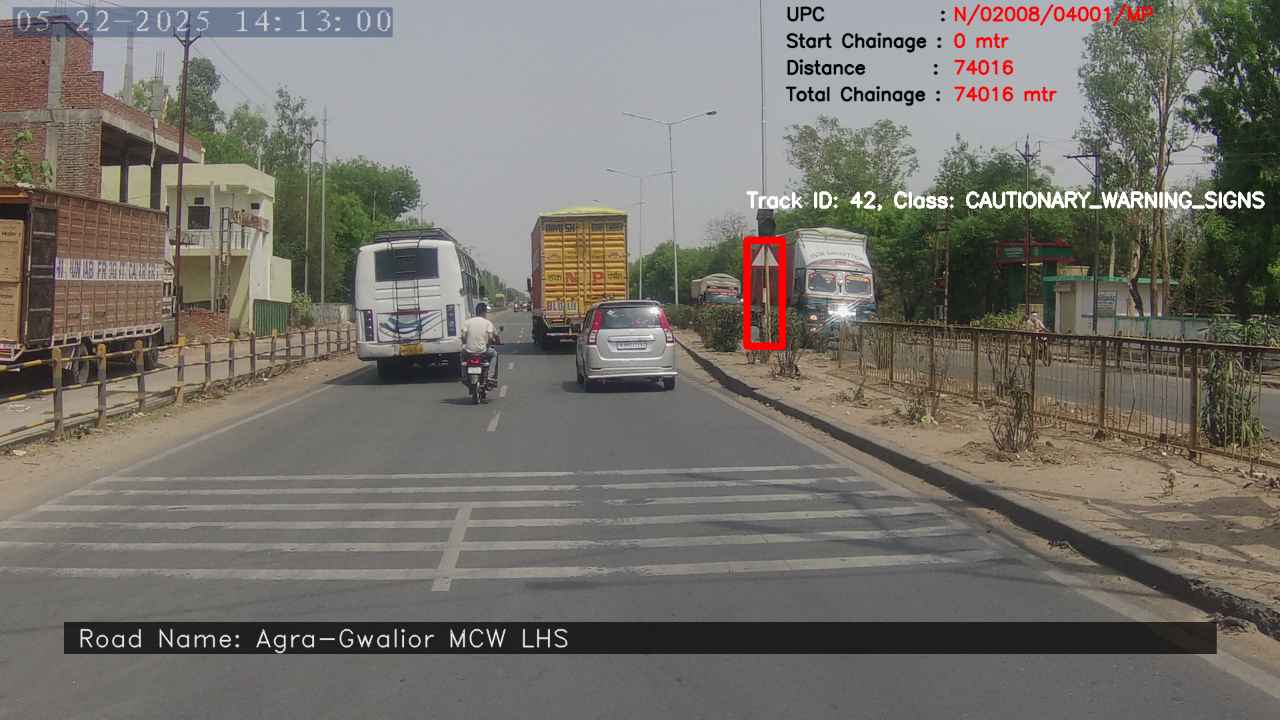 05-22-2025 14:13:00
UPC : N/02008/04001/MP
Start Chainage : 0 mtr
Distance : 74016
Total Chainage : 74016 mtr
Track ID: 42, Class: CAUTIONARY_WARNING_SIGNS
Road Name: Agra-Gwalior MCW LHS